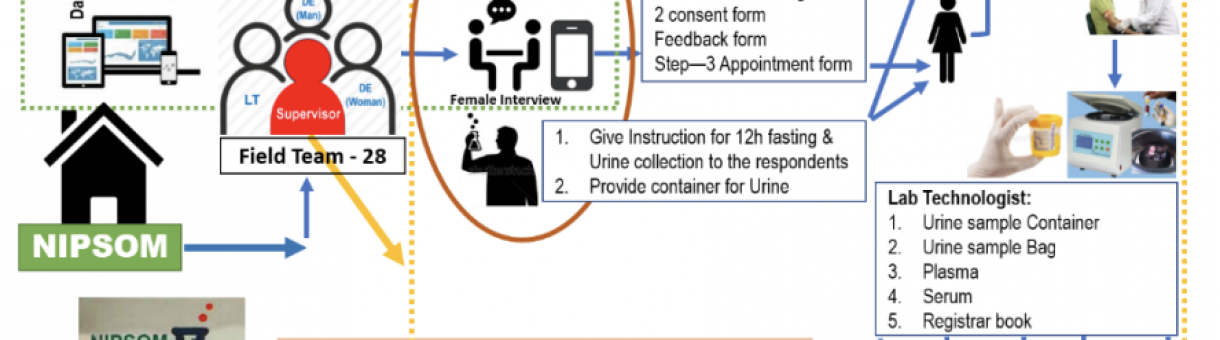 Da
DE
(Man)
LT
DE
(Woman)
Supervisor
Field Team - 28
NIPSOM
Female Interview
2 consent form
Feedback form
Step—3 Appointment form
1. Give Instruction for 12h fasting &
Urine collection to the respondents
2. Provide container for Urine
Lab Technologist:
1. Urine sample Container
2. Urine sample Bag
3. Plasma
4. Serum
5. Registrar book
NIPSOM